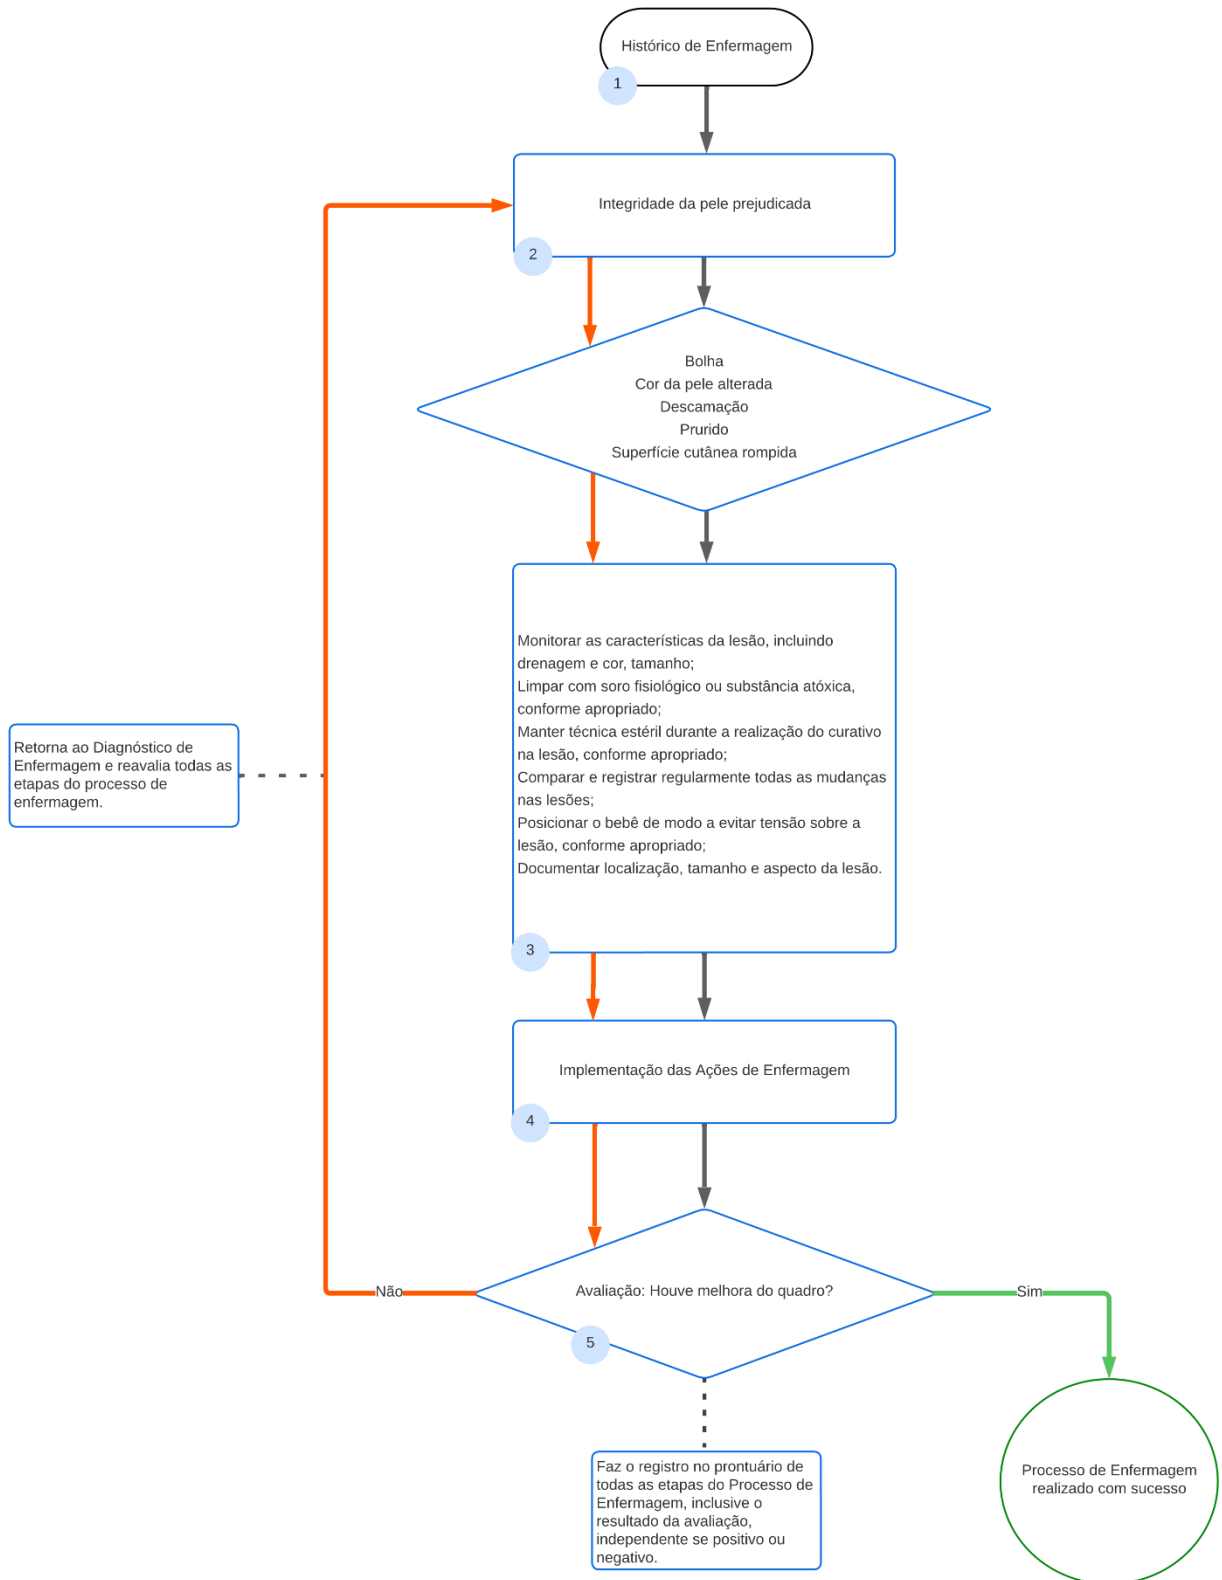 Histórico de Enfermagem
1
Integridade da pele prejudicada
2
Bolha
Cor da pele alterada
Descamação
Prurido
Superfície cutânea rompida
Monitorar as características da lesão, incluindo
drenagem e cor, tamanho;
Limpar com soro fisiológico ou substância atóxica,
conforme apropriado;
Manter técnica estéril durante a realização do curativo
na lesão, conforme apropriado;
Comparar e registrar regularmente todas as mudanças
nas lesões;
Posicionar o bebê de modo a evitar tensão sobre a
lesão, conforme apropriado;
Documentar localização, tamanho e aspecto da lesão.
3
Retorna ao Diagnóstico de
Enfermagem e reavalia todas as
etapas do processo de
enfermagem.
Implementação das Ações de Enfermagem
4
Avaliação: Houve melhora do quadro?
5
Não
Sim
Faz o registro no prontuário de
todas as etapas do Processo de
Enfermagem, inclusive o
resultado da avaliação,
independente se positivo ou
negativo.
Processo de Enfermagem
realizado com sucesso